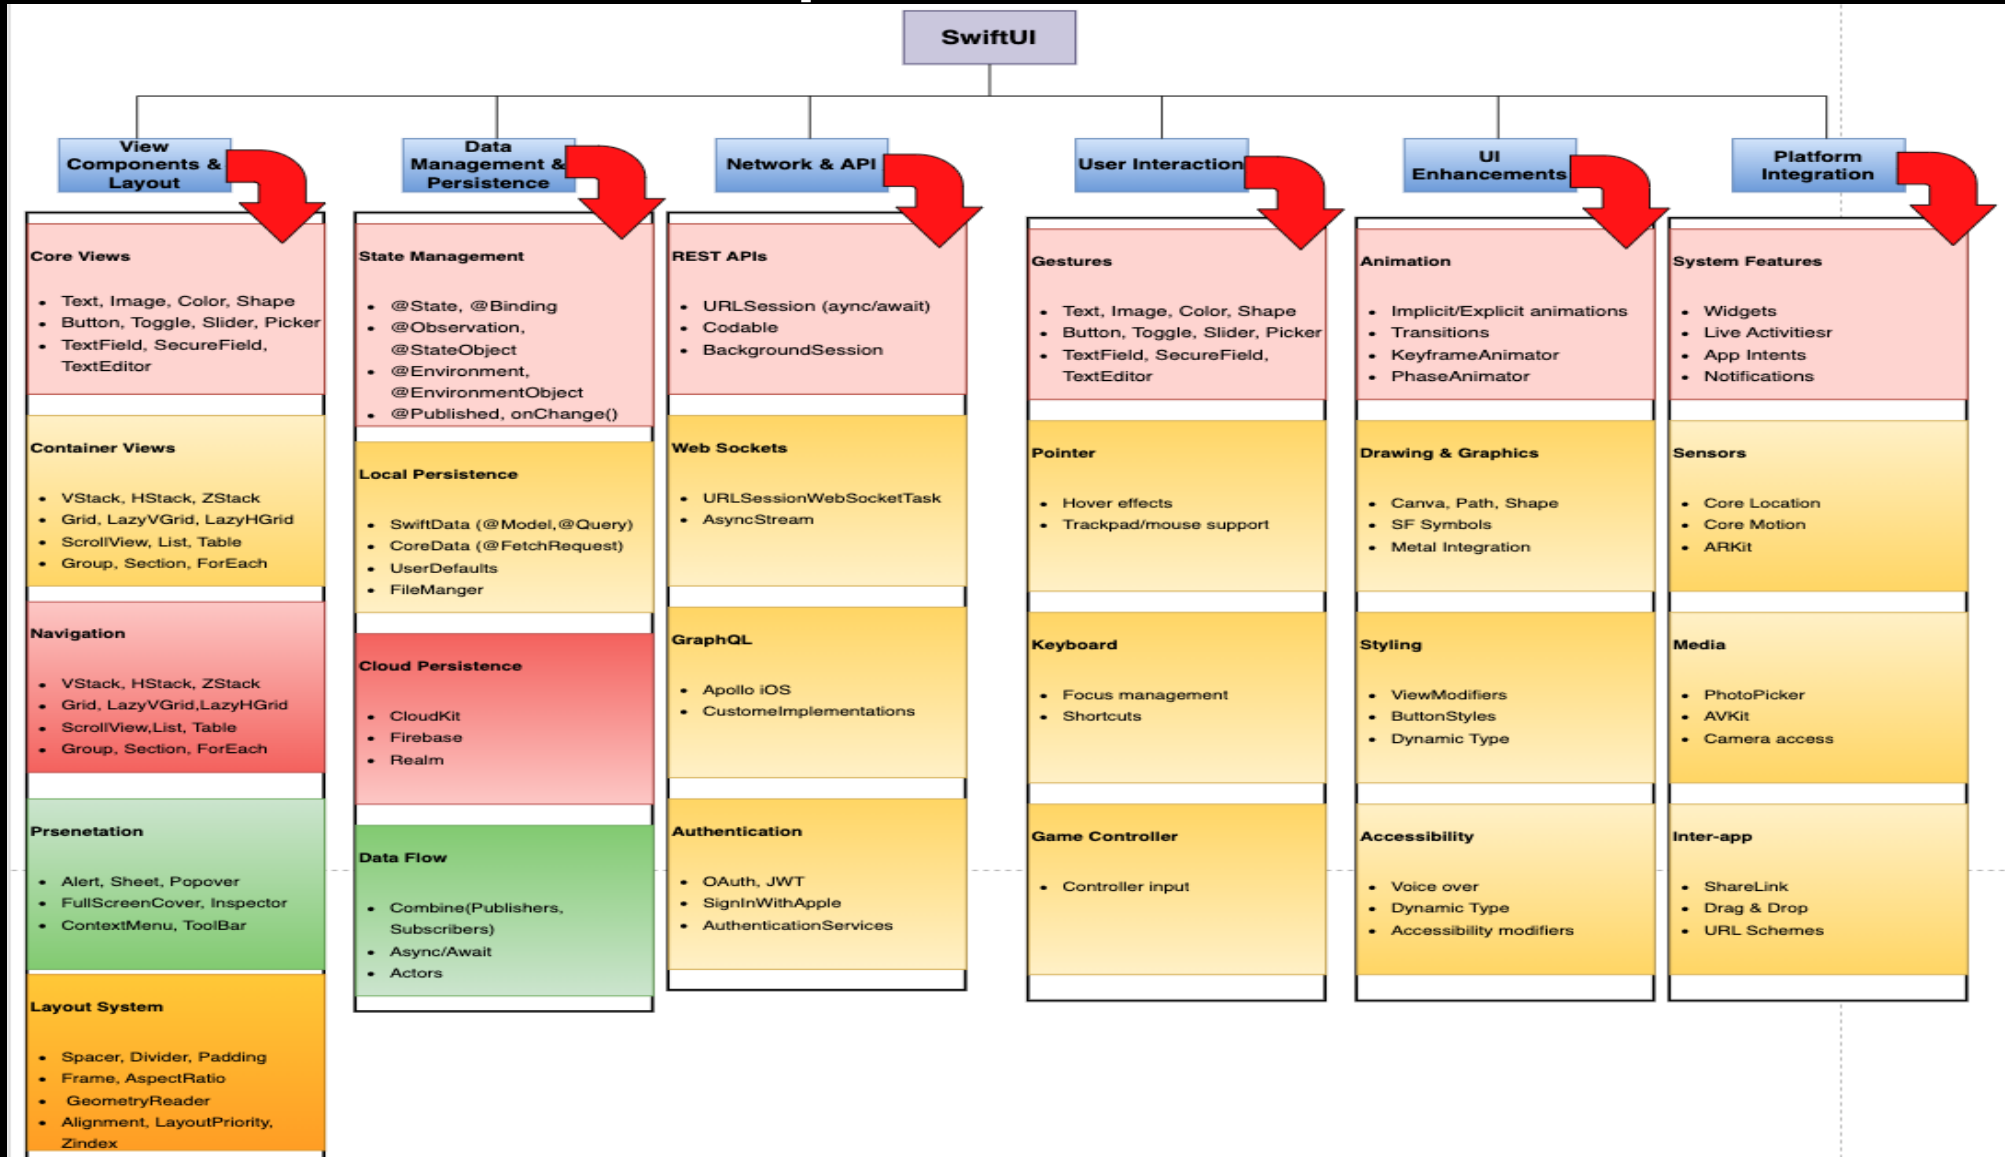 SwiftUI
View
Components &
Layout
Data
Management &
Persistence
Network & API
User Interaction
UI
Enhancements
Platform
Integration
Core Views
• Text, Image, Color, Shape
• Button, Toggle, Slider, Picker
• TextField, SecureField,
TextEditor
Container Views
• VStack, HStack, ZStack
• Grid, LazyVGrid, LazyHGrid
• ScrollView, List, Table
• Group, Section, ForEach
Navigation
• VStack, HStack, ZStack
• Grid, LazyVGrid,LazyHGrid
• ScrollView,List, Table
• Group, Section, ForEach
Prsenetation
• Alert, Sheet, Popover
• FullScreenCover, Inspector
• ContextMenu, ToolBar
Layout System
• Spacer, Divider, Padding
• Frame, AspectRatio
• GeometryReader
• Alignment, LayoutPriority,
Zindex
State Management
• @State, @Binding
• @Observation,
@StateObject
• @Environment,
@EnvironmentObject
• @Published, onChange()
Local Persistence
• SwiftData (@Model,@Query)
• CoreData (@FetchRequest)
• UserDefaults
• FileManger
Cloud Persistence
• CloudKit
• Firebase
• Realm
Data Flow
• Combine(Publishers,
Subscribers)
• Async/Await
• Actors
REST APIs
• URLSession (aync/await)
• Codable
• BackgroundSession
Web Sockets
• URLSessionWebSocketTask
• AsyncStream
GraphQL
• Apollo iOS
• CustomeImplementations
Authentication
• OAuth, JWT
• SignInWithApple
• AuthenticationServices
Gestures
• Text, Image, Color, Shape
• Button, Toggle, Slider, Picker
• TextField, SecureField,
TextEditor
Pointer
• Hover effects
• Trackpad/mouse support
Keyboard
• Focus management
• Shortcuts
Game Controller
• Controller input
Animation
• Implicit/Explicit animations
• Transitions
• KeyframeAnimator
• PhaseAnimator
Drawing & Graphics
• Canva, Path, Shape
• SF Symbols
• Metal Integration
Styling
• ViewModifiers
• ButtonStyles
• Dynamic Type
Accessibility
• Voice over
• Dynamic Type
• Accessibility modifiers
System Features
• Widgets
• Live Activitiesr
• App Intents
• Notifications
Sensors
• Core Location
• Core Motion
• ARKit
Media
• PhotoPicker
• AVKit
• Camera access
Inter-app
• ShareLink
• Drag & Drop
• URL Schemes